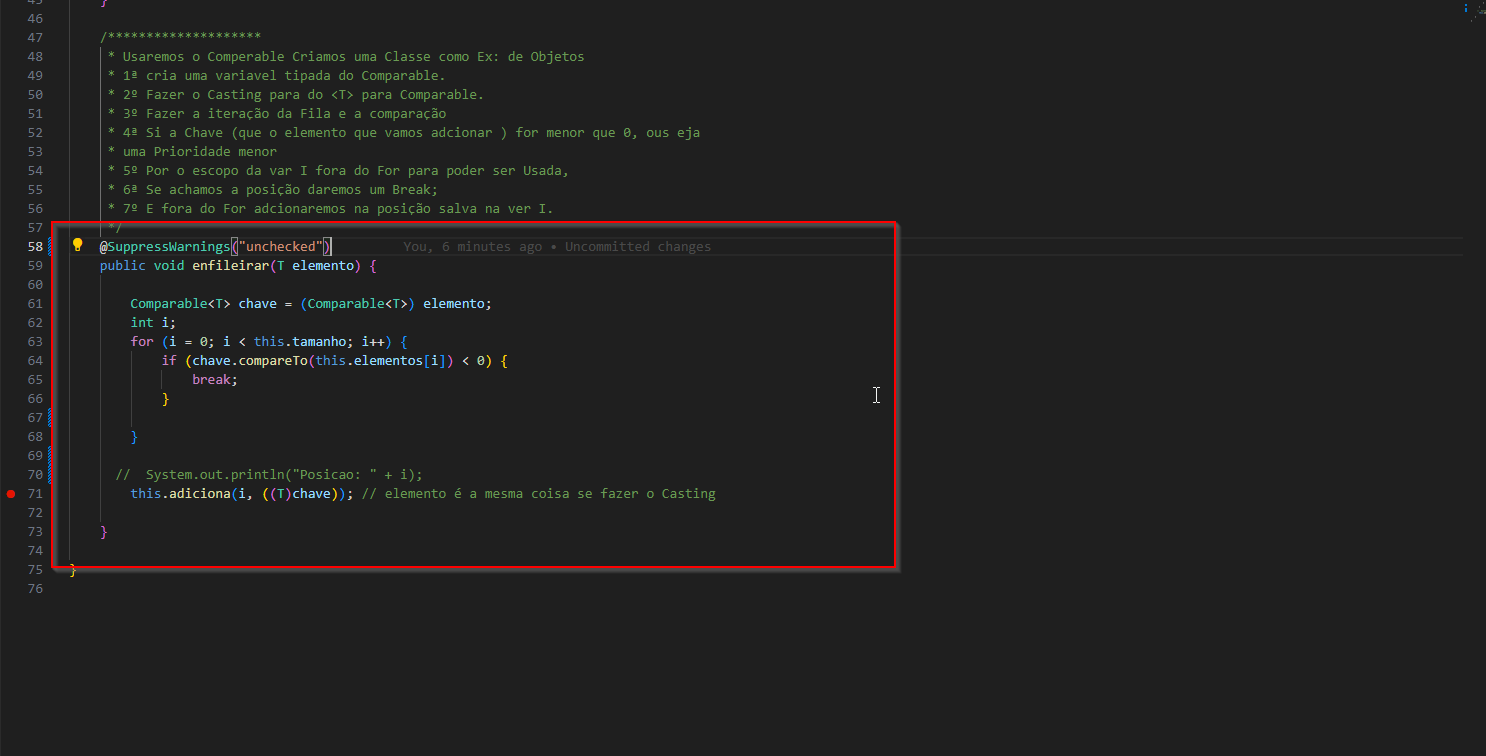 45 }
46
47 /********************
48 * Usaremos o Comperable Criamos uma Classe como Ex: de Objetos
49 * 1ª cria uma variavel tipada do Comparable.
50 * 2º Fazer o Casting para do <T> para Comparable.
51 * 3º Fazer a iteração da Fila e a comparação
52 * 4ª Si a Chave (que o elemento que vamos adcionar ) for menor que 0, ous eja
53 * uma Prioridade menor
54 * 5º Por o escopo da var I fora do For para poder ser Usada,
55 * 6ª Se achamos a posição daremos um Break;
56 * 7º E fora do For adcionaremos na posição salva na ver I.
57 */
58 @SuppressWarnings("unchecked") You, 6 minutes ago • Uncommitted changes
59 public void enfileirar(T elemento) {
60
61 Comparable<T> chave = (Comparable<T>) elemento;
62 int i;
63 for (i = 0; i < this.tamanho; i++) {
64 if (chave.compareTo(this.elementos[i]) < 0) {
65 break;
66 }
67
68 }
69
70 // System.out.println("Posicao: " + i);
71 this.adiciona(i, ((T)chave)); // elemento é a mesma coisa se fazer o Casting
72
73 }
74
75 }
76